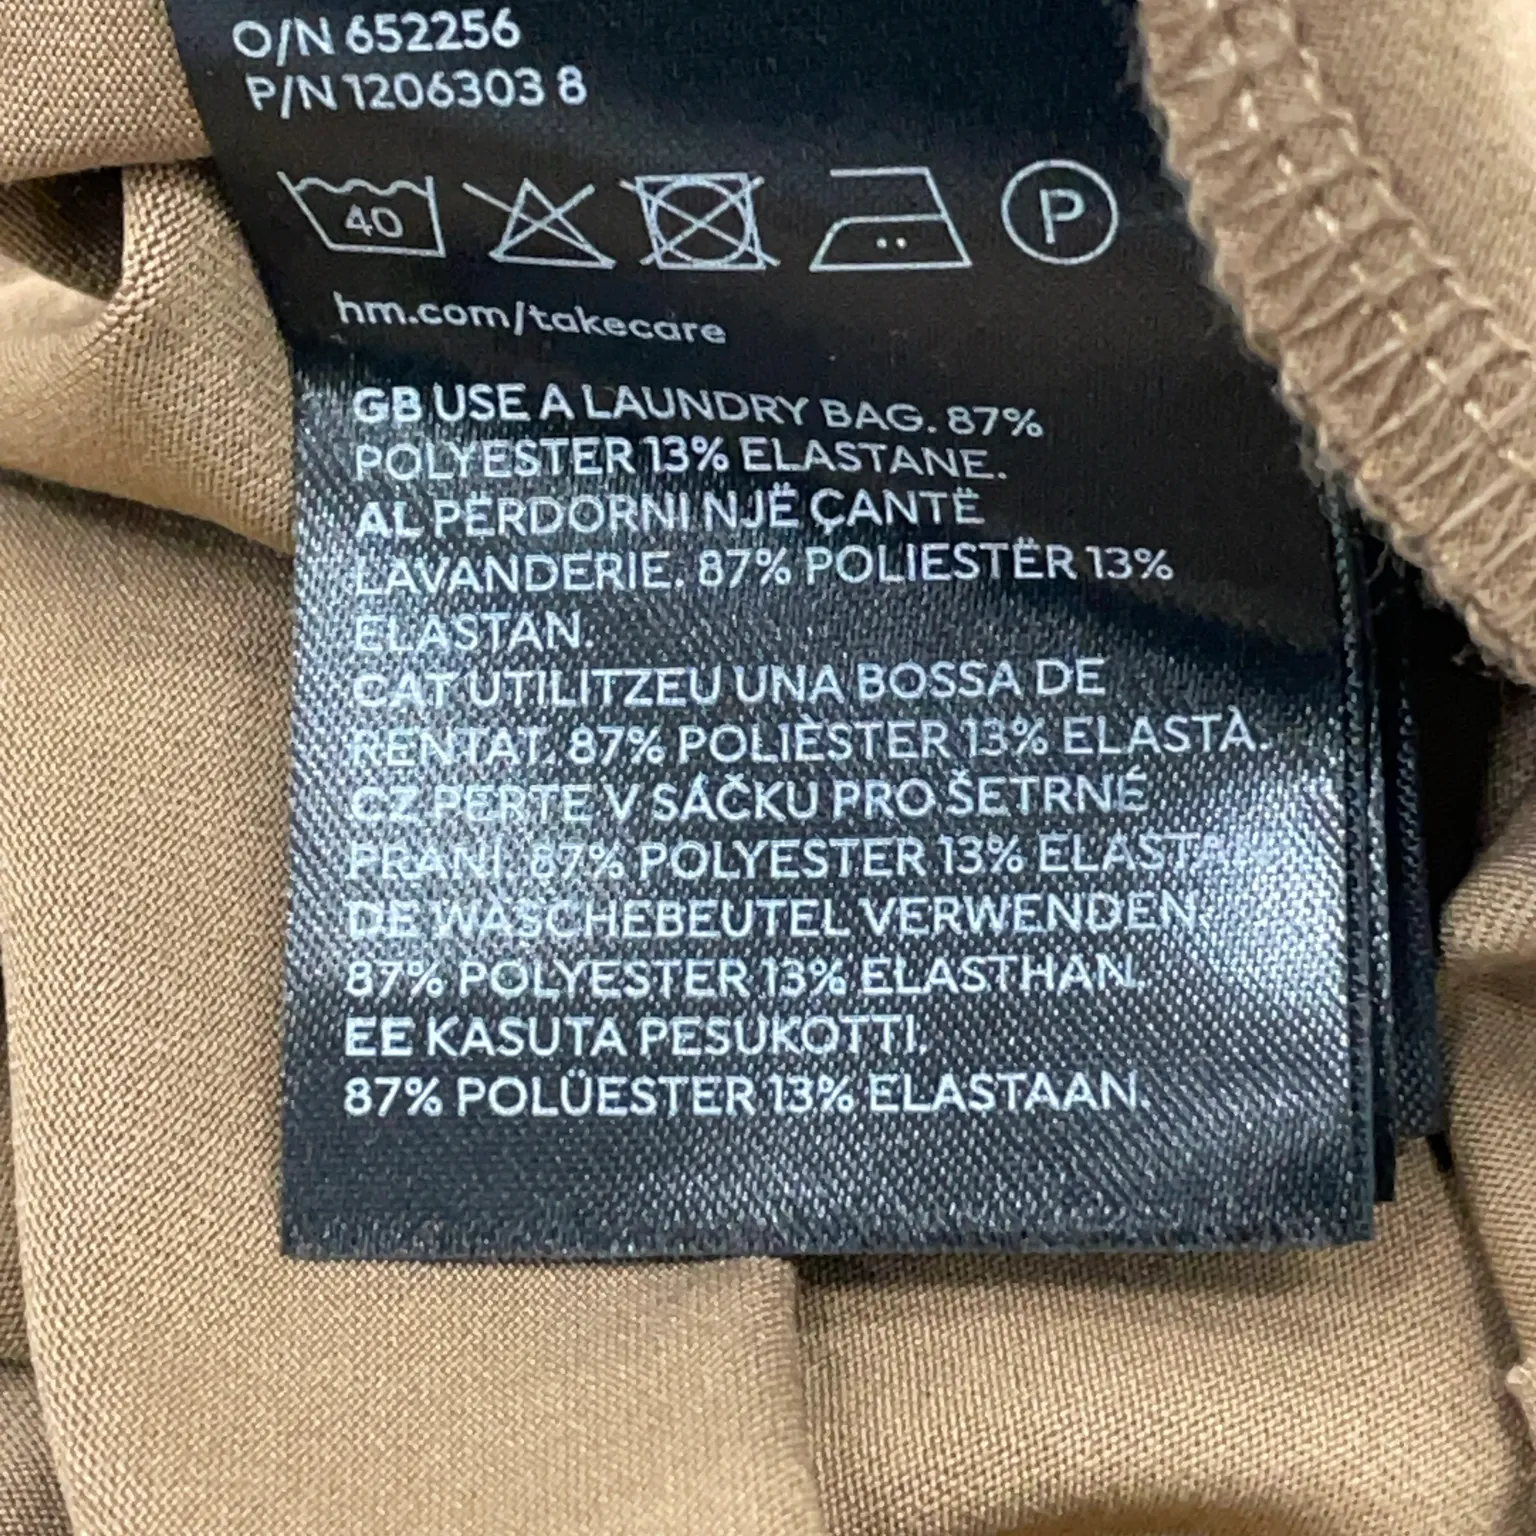 O/N 652256
P/N 1206303 8
40
P
hm.com/takecare
GB USE A LAUNDRY BAG. 87%
POLYESTER 13% ELASTANE.
AL PËRDORNI NJË ÇANTË
LAVANDERIE. 87% POLIESTËR 13%
ELASTAN.
CAT UTILITZEU UNA BOSSA DE
RENTAT. 87% POLIÈSTER 13% ELASTÀ.
CZ PERTE V SÁČKU PRO ŠETRNÉ
PRANÍ. 87% POLYESTER 13%
DE WÄSCHEBEUTEL VERWENDEN.
87% POLYESTER 13% ELASTHAN.
EE KASUTA PESUKOTTI.
87% POLÜESTER 13% ELASTAAN.